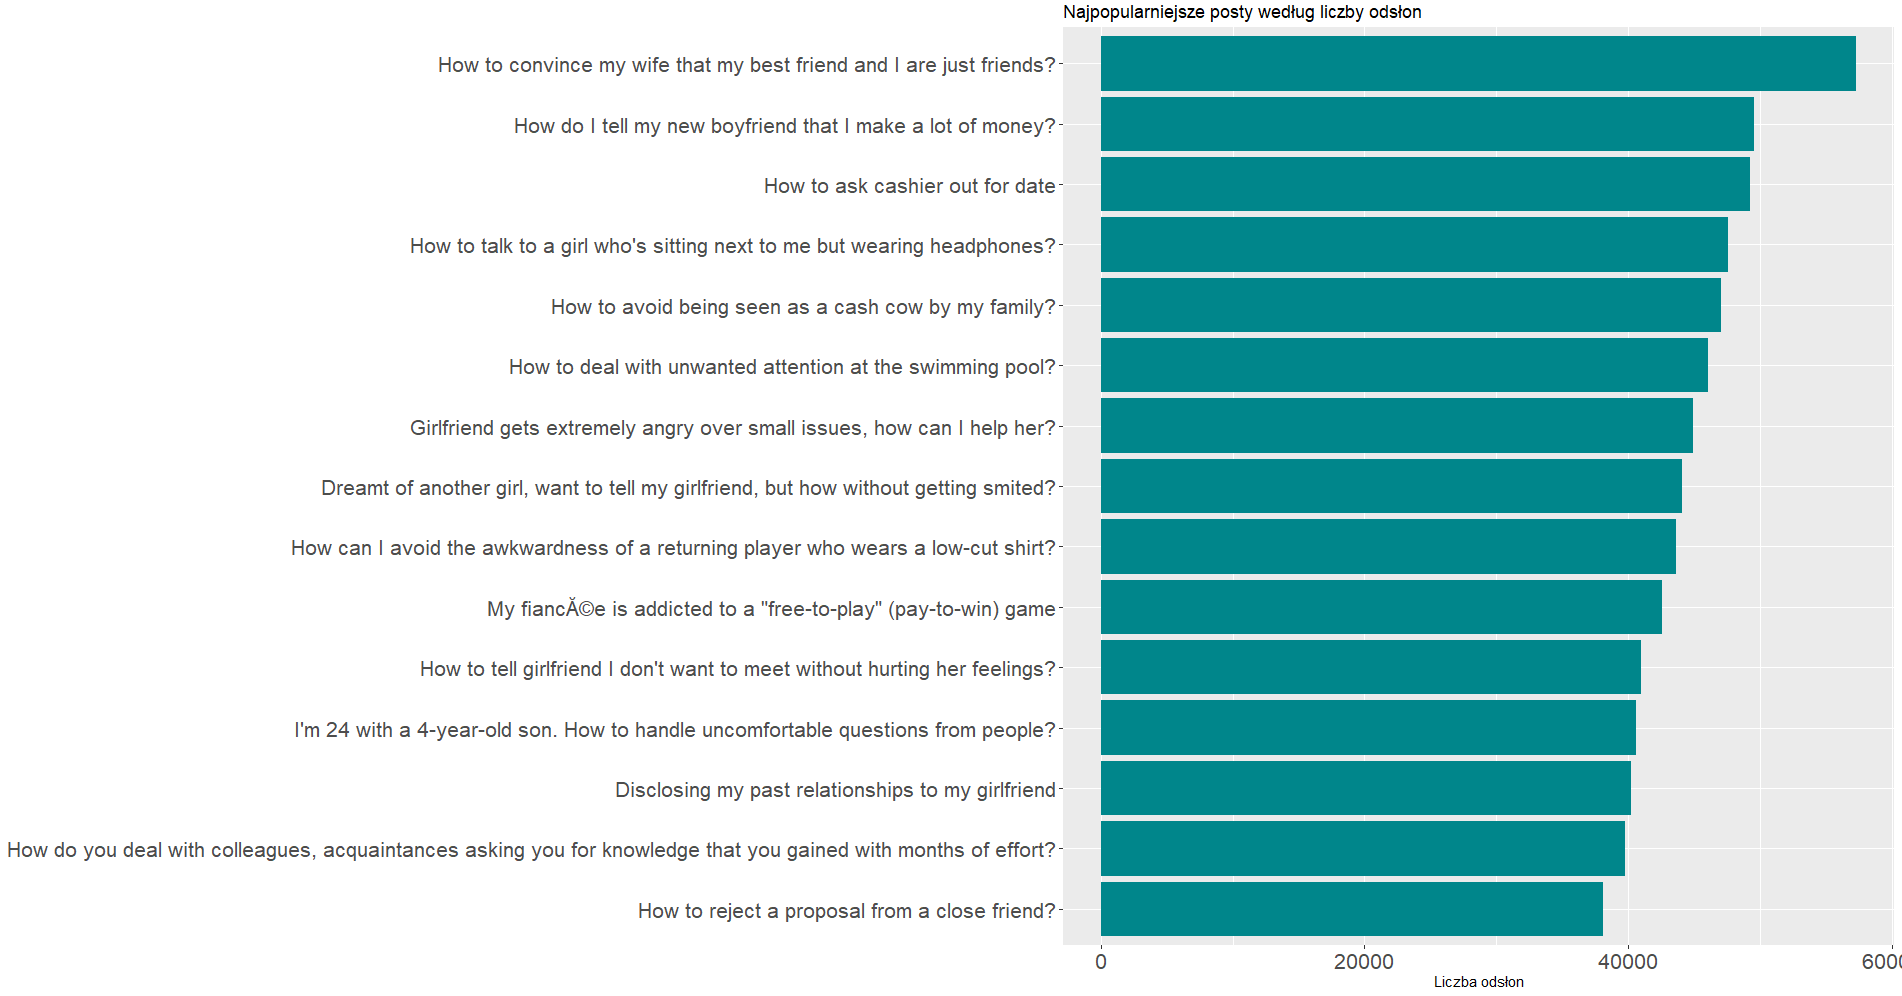 Najpopularniejsze posty według liczby odsłon
How to convince my wife that my best friend and I are just friends?
How do I tell my new boyfriend that I make a lot of money?
How to ask cashier out for date
How to talk to a girl who's sitting next to me but wearing headphones?
How to avoid being seen as a cash cow by my family?
How to deal with unwanted attention at the swimming pool?
Girlfriend gets extremely angry over small issues, how can I help her?
Dreamt of another girl, want to tell my girlfriend, but how without getting smited?
How can I avoid the awkwardness of a returning player who wears a low-cut shirt?
My fiancĂ©e is addicted to a "free-to-play" (pay-to-win) game
How to tell girlfriend I don't want to meet without hurting her feelings?
I'm 24 with a 4-year-old son. How to handle uncomfortable questions from people?
Disclosing my past relationships to my girlfriend
How do you deal with colleagues, acquaintances asking you for knowledge that you gained with months of effort?
How to reject a proposal from a close friend?
0 20000 40000
Liczba odsłon